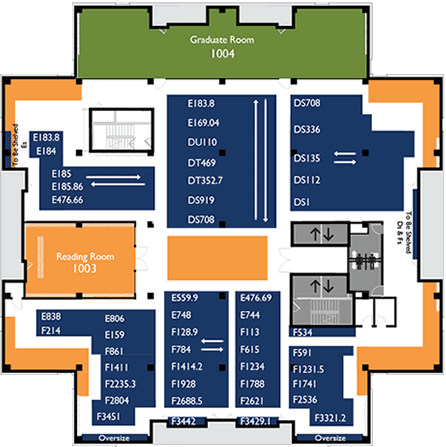 Graduate Room
1004
To Be Shelved
Es
E183.8
E184
E185
E185.86
E476.66
E183.8
E169.04
DU110
DT469
DT352.7
DS919
DS708
DS708
DS336
DS135
DS112
DS1
To Be Shelved
Ds & Fs
Reading Room
1003
E838
F214
E806
E159
F861
F1411
F2235.3
F2804
F3451
Oversize
E559.9
E748
F128.9
F784
F1414.2
F1928
F2688.5
F3442
E476.69
E744
F113
F615
F1234
F1788
F2621
F3429.1
F534
F591
F1231.5
F1741
F2536
F3321.2
Oversize